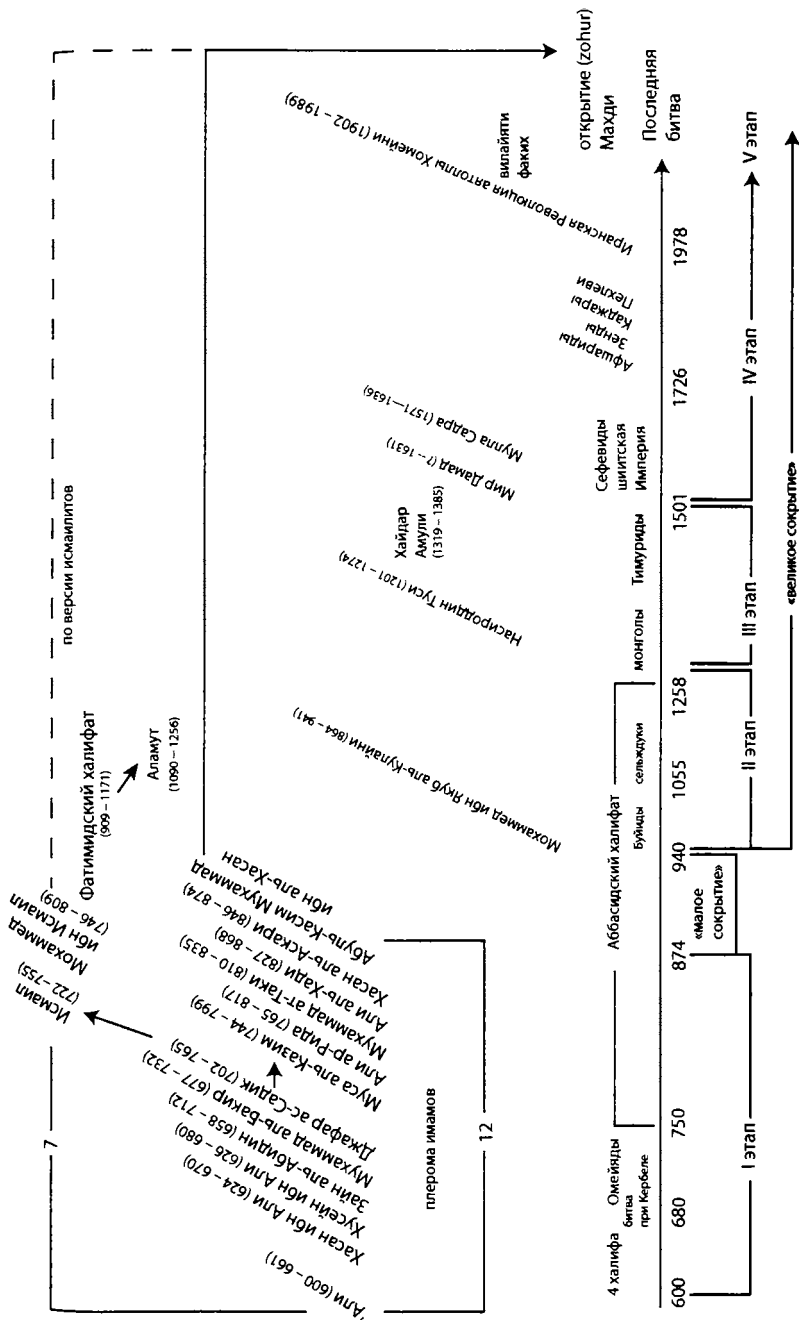 7
по версии исмаилитов
Исмаил
(722–755)
Мохаммед
ибн Исмаил
(746 – 809)
Фатимидский халифат
(909 – 1171)
Аламут
(1090 – 1256)
'Али (600 – 661)
Хасан ибн Али (624 – 670)
Хусейн ибн Али (626 – 680)
Зайн аль-Абидин (658 – 712)
Мухаммад аль-Бакир (677 – 732)
Джафар ас-Садик (702 – 765)
Муса аль-Казим (744 – 799)
Али ар-Рида (765 – 817)
Мухаммад ат-Таки (810 – 835)
Али аль-Хади (827 – 868)
Хасан аль-Аскари (846 – 874)
Абуль-Касим Мухаммад
ибн аль-Хасан
плерома имамов
12
Мохаммед ибн Якуб аль-Кулайни (864 – 941)
Насироддин Туси (1201 – 1274)
Хайдар
Амули
(1319 – 1385)
Мир Дамад (? – 1631)
Мулла Садра (1571—1636)
Иранская Революция аятоллы Хомейни (1902 – 1989)
вилайяти
факих
открытие (zohur)
Махди
Последняя
битва
4 халифа
Омейяды
битва
при Кербеле
Аббасидский халифат
Буйиды
сельждуки
монголы
Тимуриды
Сефевиды
шиитская
Империя
Афшариды
Зенды
Каджары
Пехлеви
600
680
750
874
940
1055
1258
1501
1726
1978
I этап
«малое
сокрытие»
II этап
III этап
IV этап
V этап
«великое сокрытие»